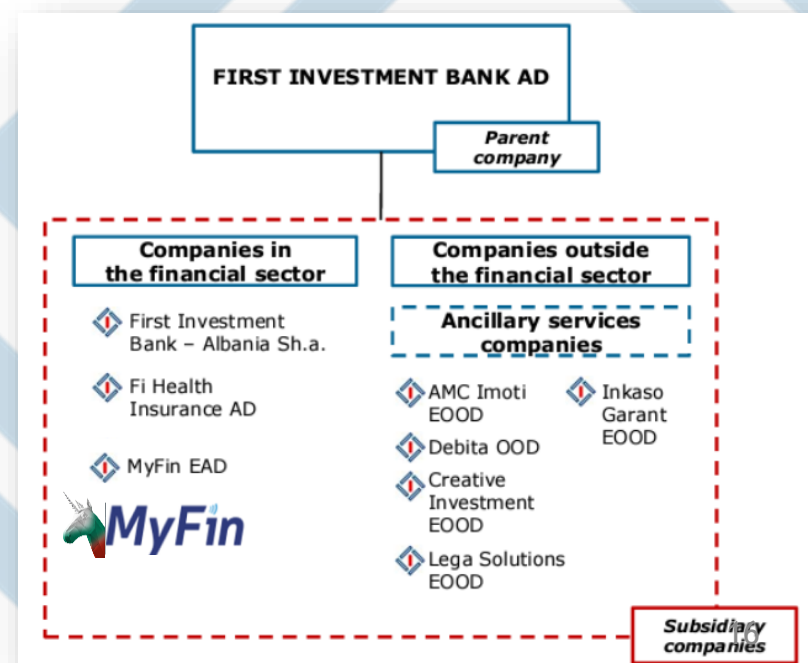 FIRST INVESTMENT BANK AD
Parent
company
Companies in
the financial sector
First Investment
Bank – Albania Sh.a.
Fi Health
Insurance AD
MyFin EAD
MyFin
Companies outside
the financial sector
Ancillary services
companies
AMC Imoti
EOOD
Debita OOD
Creative
Investment
EOOD
Lega Solutions
EOOD
Inkaso
Garant
EOOD
Subsidiary
companies
16